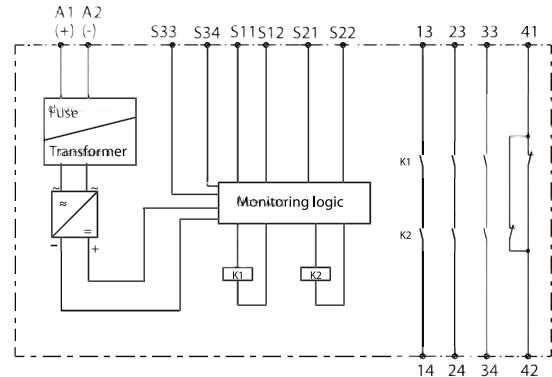 A1 A2
(+) (-)
S33 S34 S11 S12 S21 S22
13 23 33 41
Fuse
Transformer
~ ~
≈
=
- +
Monitoring logic
K1 K2
K1
K2
14 24 34 42